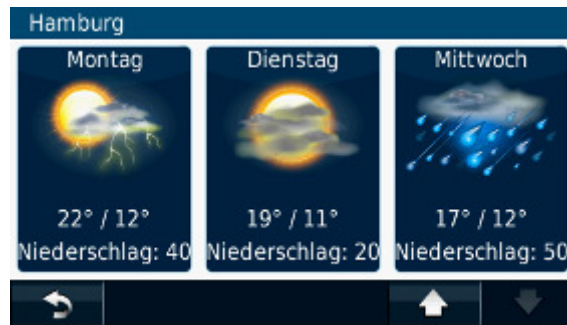 Hamburg
Montag
22° / 12°
Niederschlag: 40
Dienstag
19° / 11°
Niederschlag: 20
Mittwoch
17° / 12°
Niederschlag: 50